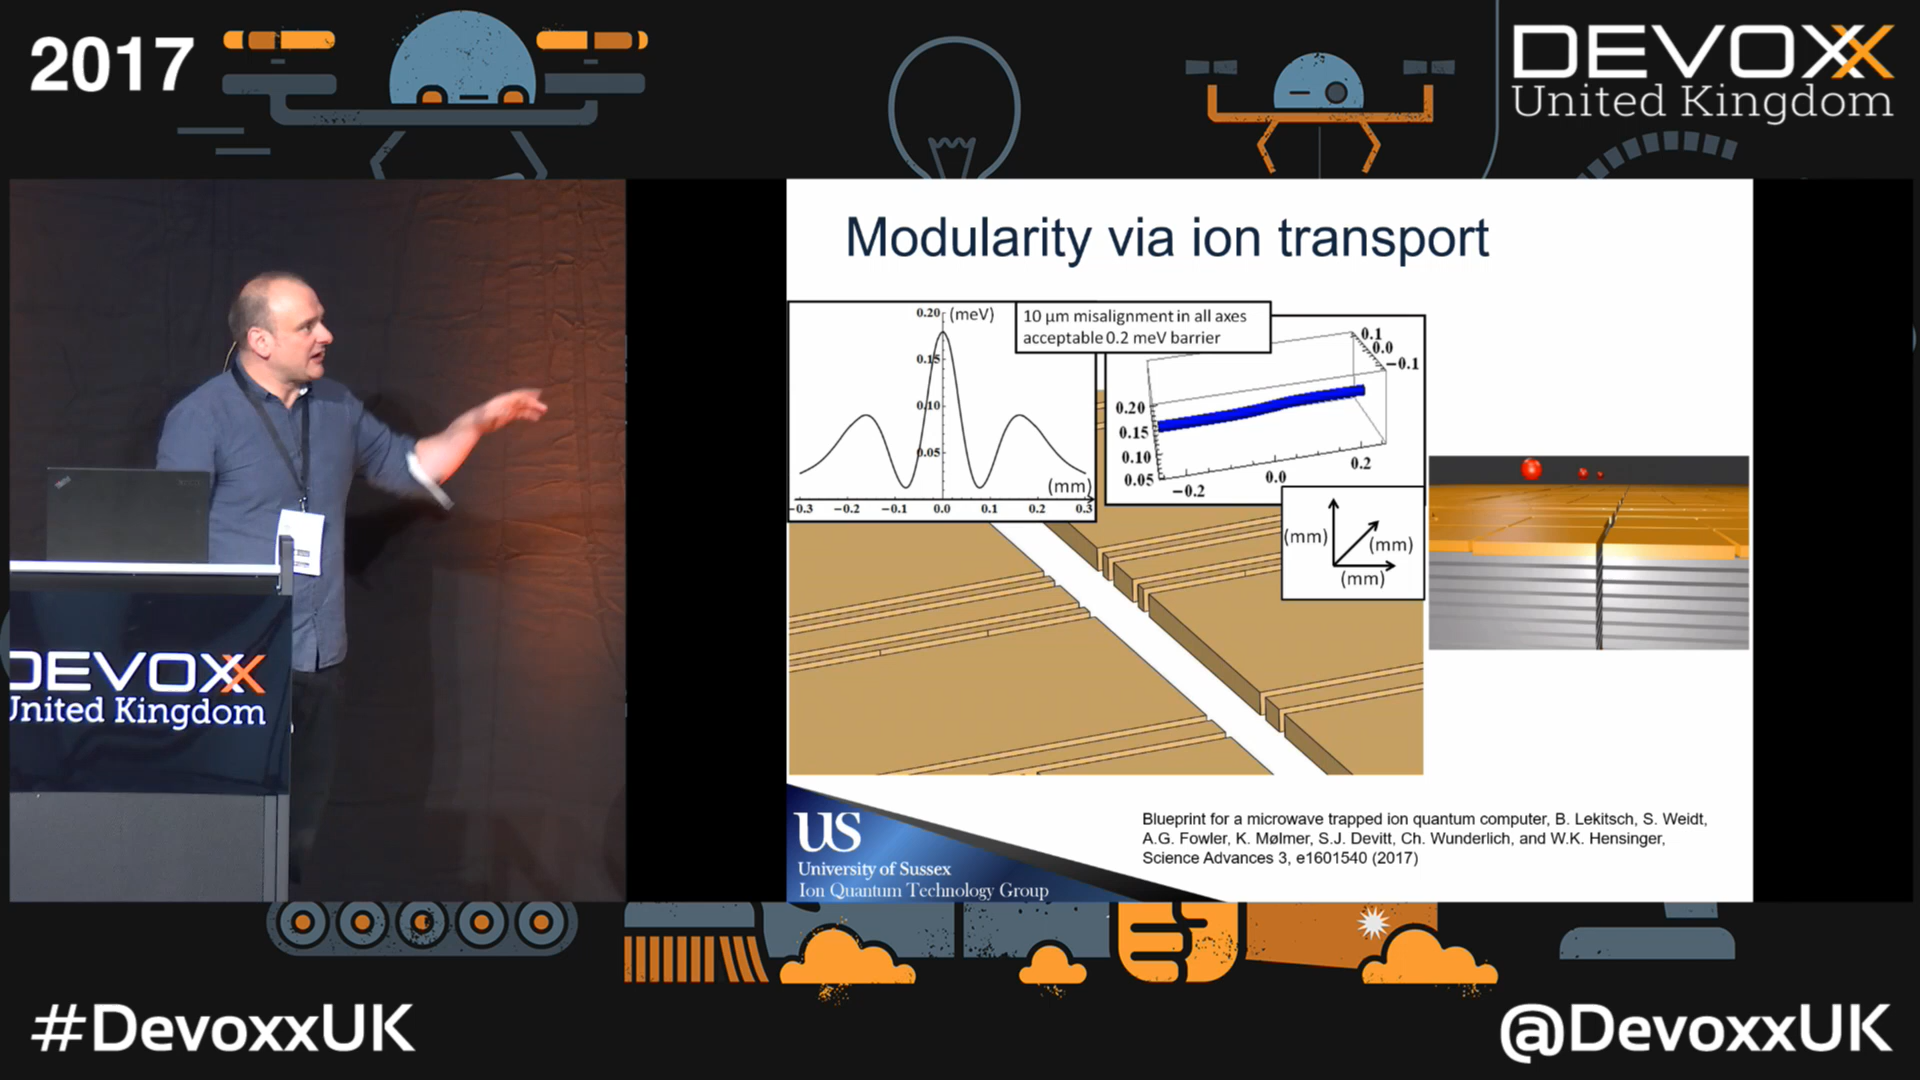 2017
DEVOXX
United Kingdom
Modularity via ion transport
0.20 (meV)
0.15
0.10
0.05
(mm)
-0.3 -0.2 -0.1 0.0 0.1 0.2 0.3
10 µm misalignment in all axes
acceptable 0.2 meV barrier
0.1
0.0
-0.1
0.20
0.15
0.10
0.05
-0.2 0.0 0.2
(mm)
(mm)
(mm)
DEVOXX
United Kingdom
US
University of Sussex
Ion Quantum Technology Group
Blueprint for a microwave trapped ion quantum computer, B. Lekitsch, S. Weidt,
A.G. Fowler, K. Mølmer, S.J. Devitt, Ch. Wunderlich, and W.K. Hensinger,
Science Advances 3, e1601540 (2017)
#DevoxxUK
@DevoxxUK